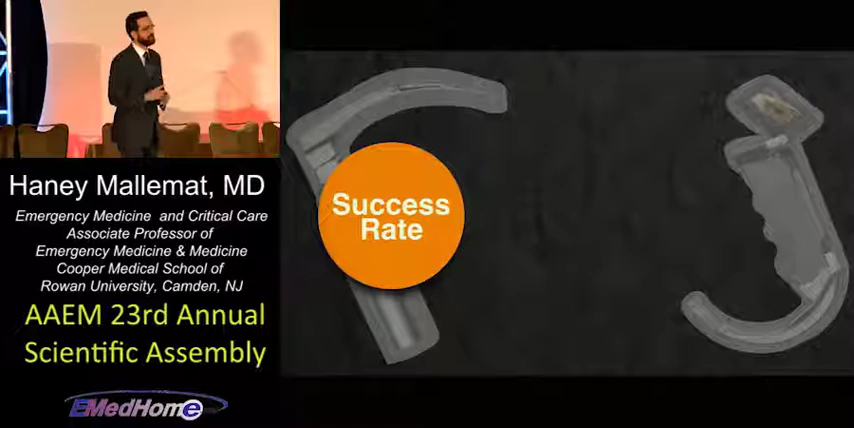 Haney Mallemat, MD
Emergency Medicine and Critical Care
Associate Professor of
Emergency Medicine & Medicine
Cooper Medical School of
Rowan University, Camden, NJ
AAEM 23rd Annual
Scientific Assembly
EMedHome
Success
Rate